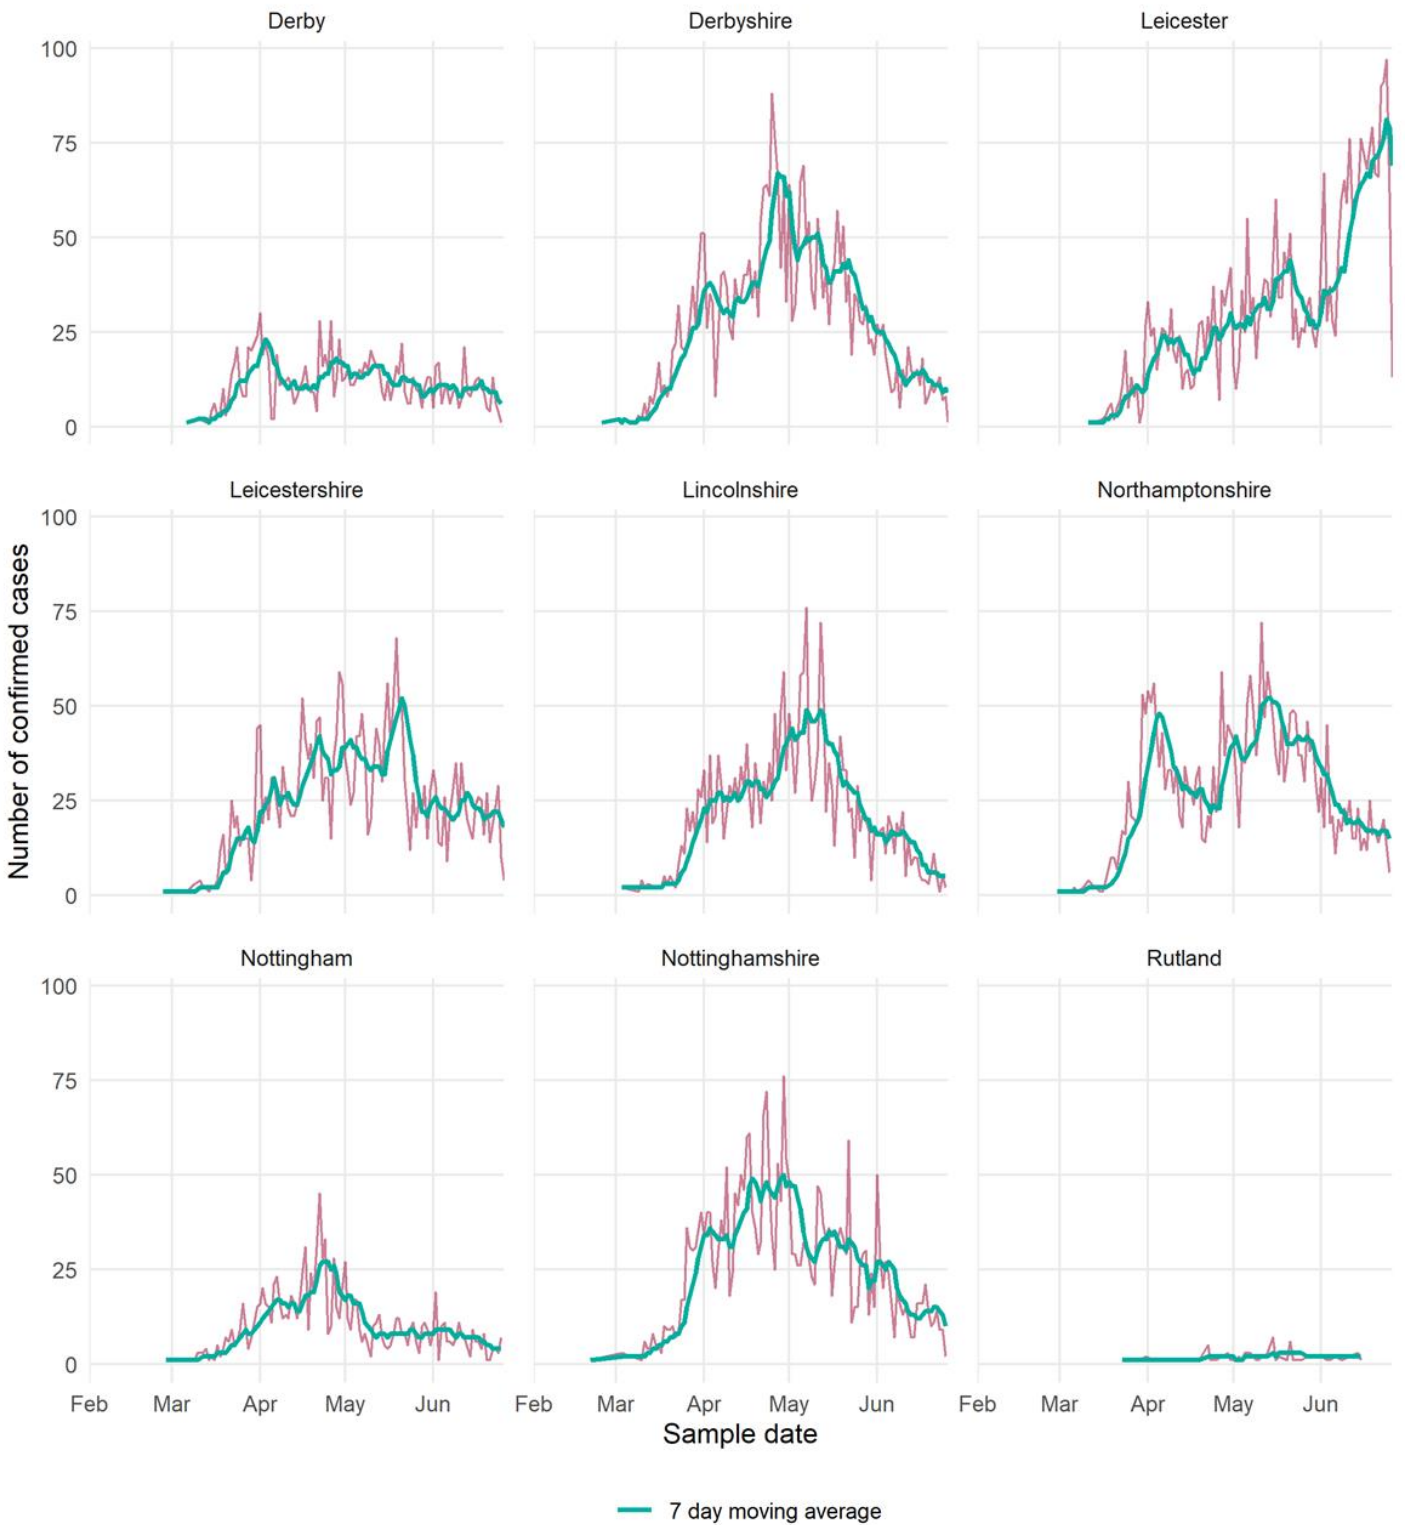 Derby Derbyshire Leicester
100
75
50
25
0
Leicestershire Lincolnshire Northamptonshire
100
75
50
25
0
Number of confirmed cases
Nottingham Nottinghamshire Rutland
100
75
50
25
0
Feb Mar Apr May Jun Feb Mar Apr May Jun Feb Mar Apr May Jun
Sample date
7 day moving average